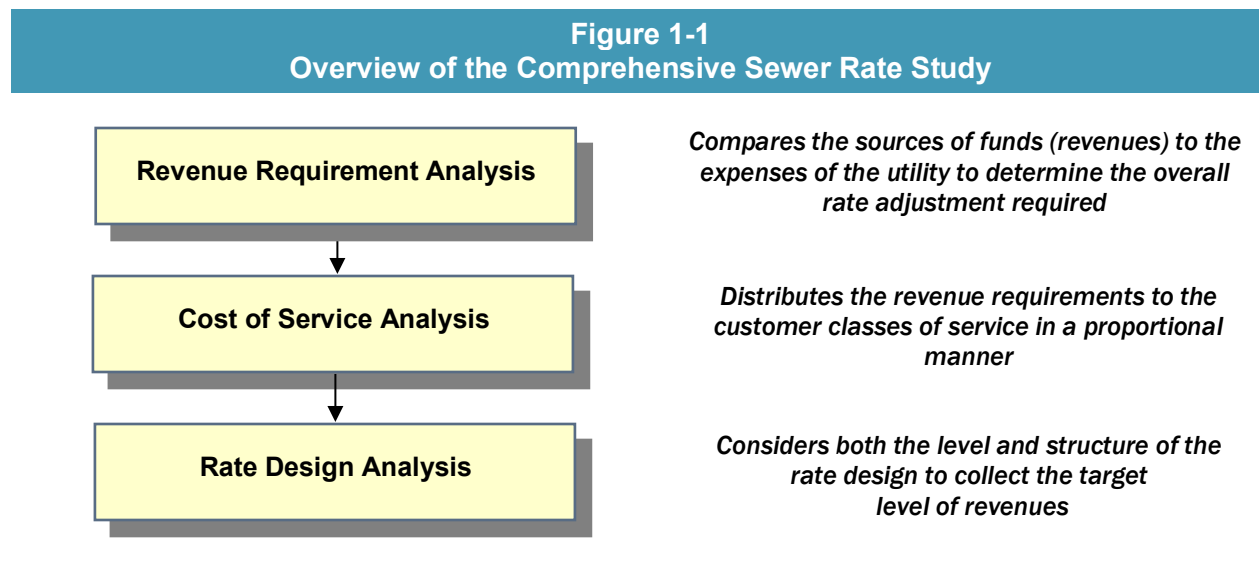 Figure 1-1
Overview of the Comprehensive Sewer Rate Study
Revenue Requirement Analysis
Compares the sources of funds (revenues) to the
expenses of the utility to determine the overall
rate adjustment required
Cost of Service Analysis
Distributes the revenue requirements to the
customer classes of service in a proportional
manner
Rate Design Analysis
Considers both the level and structure of the
rate design to collect the target
level of revenues